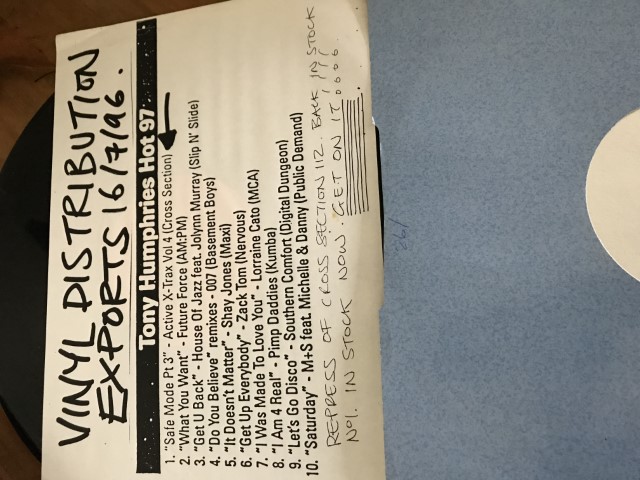 VINYL DISTRIBUTION
EXPORTS 16/7/96.
Tony Humphries Hot 97
1. "Safe Mode Pt 3" - Active X-Trax Vol 4 (Cross Section)
2. "What You Want" - Future Force (AM:PM)
3. "Get U Back" - House Of Jazz feat. Jolynn Murray (Slip N' Slide)
4. "Do You Believe" remixes - 007 (Basement Boys)
5. "It Doesn't Matter" - Shay Jones (Maxi)
6. "Get Up Everybody" - Zack Tom (Nervous)
7. "I Was Made To Love You" - Lorraine Cato (MCA)
8. "I Am 4 Real" - Pimp Daddies (Kumba)
9. "Let's Go Disco" - Southern Comfort (Digital Dungeon)
10. "Saturday" - M+S feat. Michelle & Danny (Public Demand)
REPRESS OF CROSS SECTION 112. BACK IN STOCK
No1. IN STOCK NOW. GET ON IT....